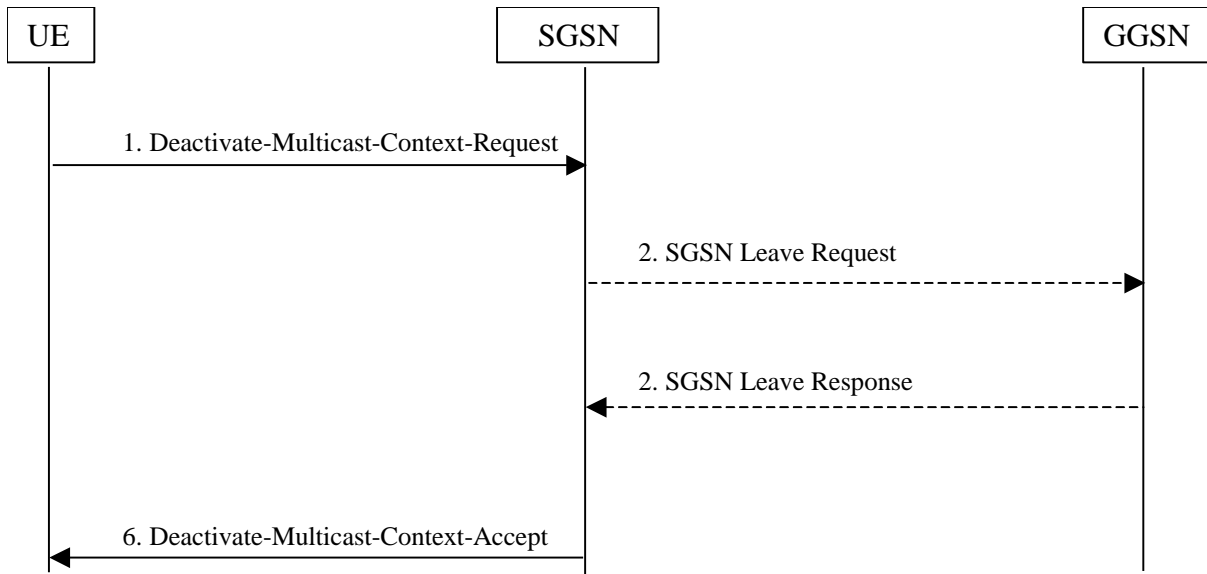 UE
SGSN
GGSN
1. Deactivate-Multicast-Context-Request
2. SGSN Leave Request
2. SGSN Leave Response
6. Deactivate-Multicast-Context-Accept